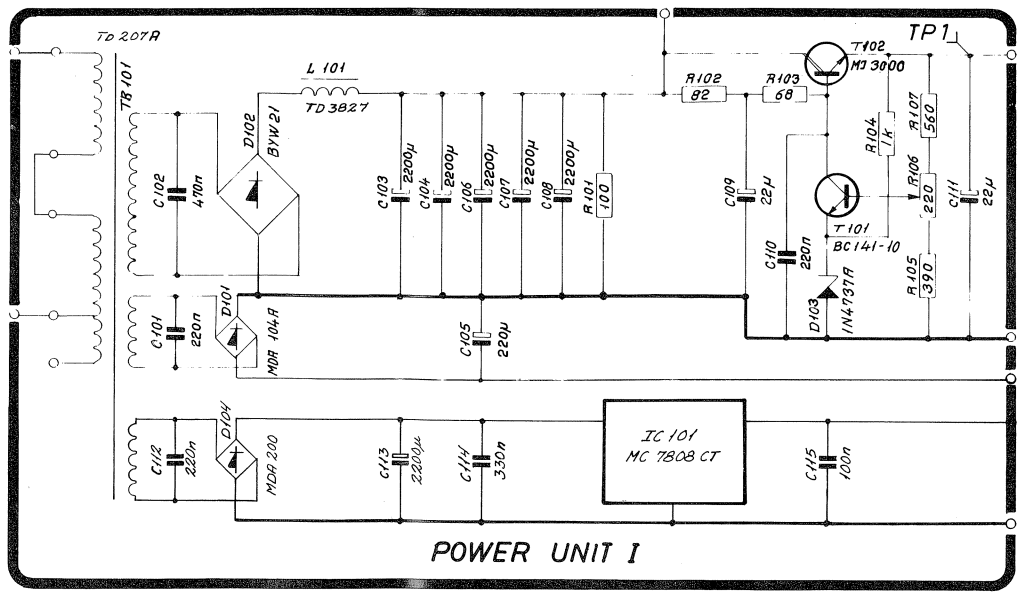 TD 207A
TR 101
C102
470n
D102
BYW 21
L 101
TD 3827
C103
2200µ
C104
2200µ
C106
2200µ
C107
2200µ
C108
2200µ
R101
100
R102
82
R103
68
C109
22µ
C110
220n
T102
MJ 3000
TP1
R104
1k
R107
560
R106
220
R105
390
C111
22µ
T101
BC 141-10
D103
1N4737A
C101
220n
D101
MDA 104A
C105
220µ
C112
220n
D104
MDA 200
C113
2200µ
C114
330n
IC 101
MC 7808 CT
C115
100n
POWER UNIT I